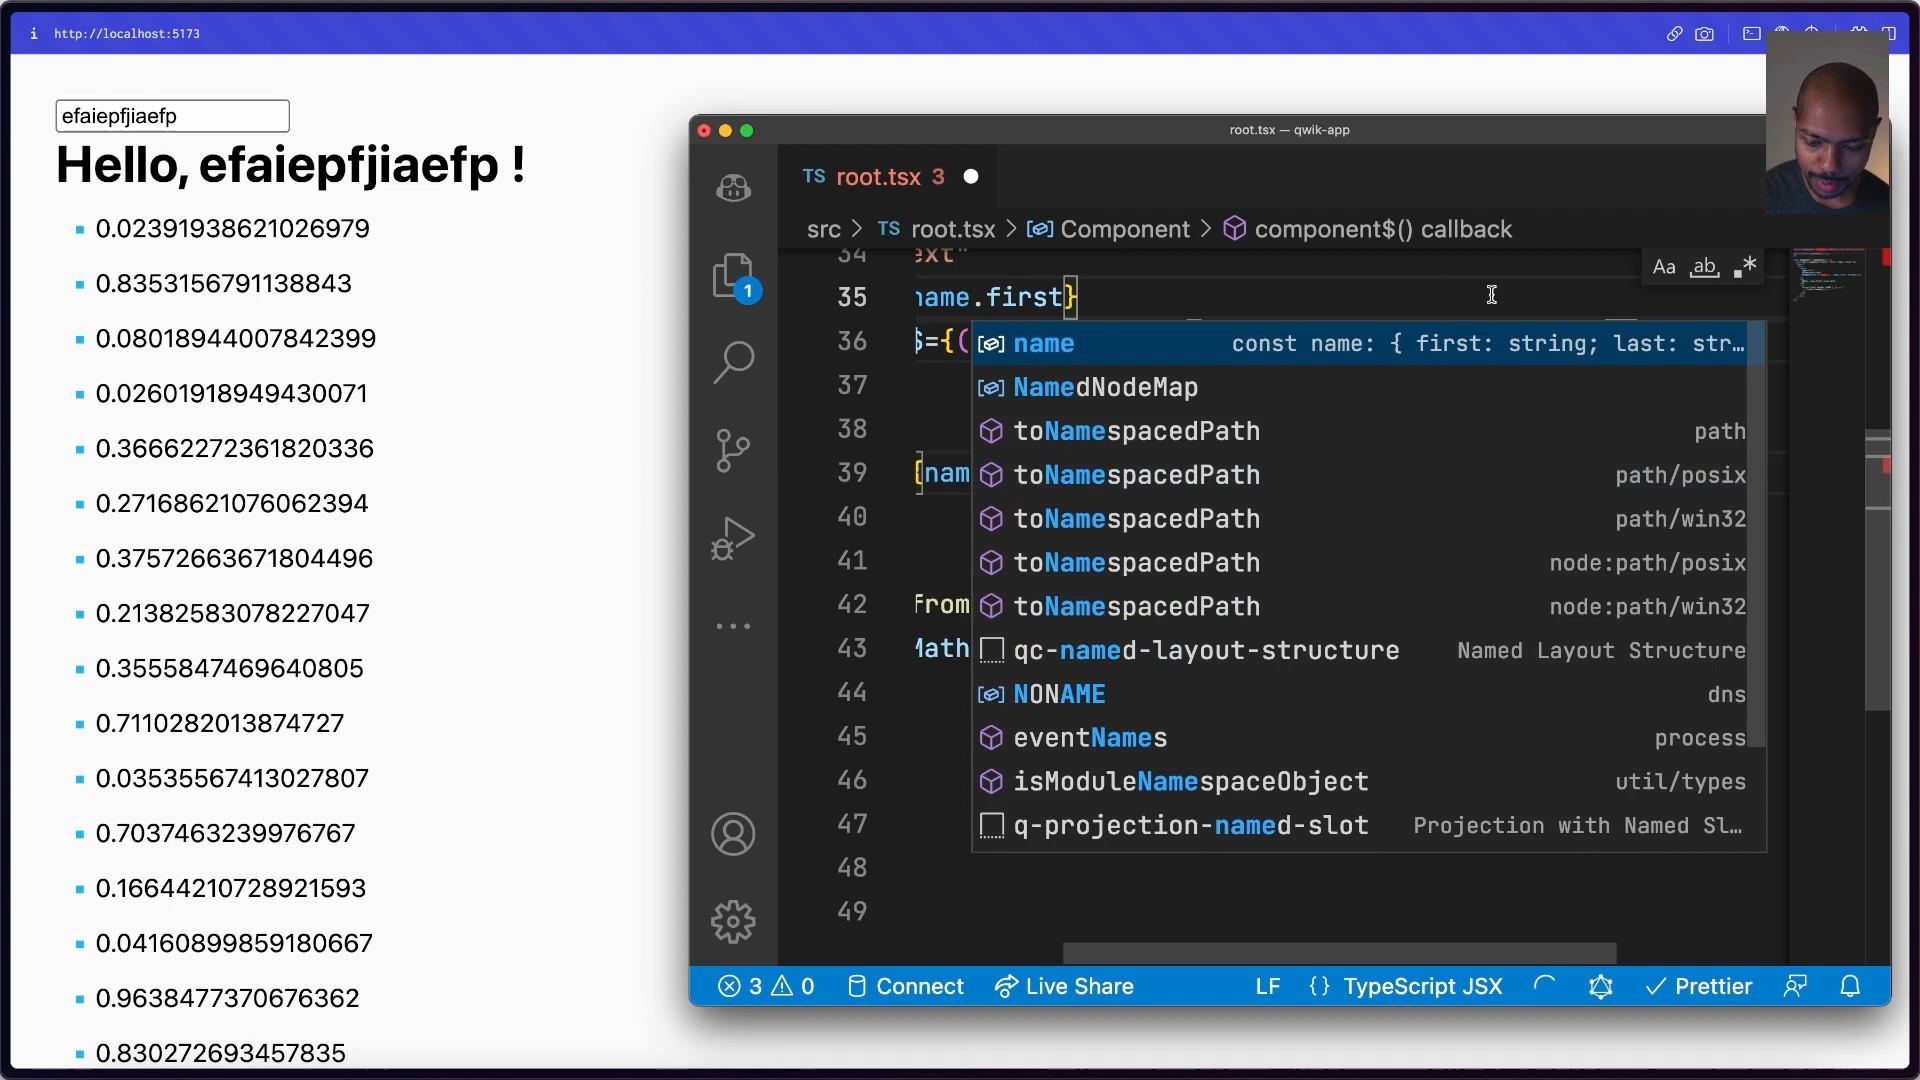 i http://localhost:5173
efaiepfjiaefp
Hello, efaiepfjiaefp !
0.02391938621026979
0.8353156791138843
0.08018944007842399
0.02601918949430071
0.36662272361820336
0.27168621076062394
0.37572663671804496
0.21382583078227047
0.3555847469640805
0.7110282013874727
0.03535567413027807
0.7037463239976767
0.16644210728921593
0.04160899859180667
0.9638477370676362
0.830272693457835
root.tsx — qwik-app
TS root.tsx 3
src > TS root.tsx > Component > component$() callback
Aa ab .*
34 ext"
35 name.first}
36 $={(
37
38
39 {nam
40
41
42 From
43 Math
44
45
46
47
48
49
name const name: { first: string; last: str…
NamedNodeMap
toNamespacedPath path
toNamespacedPath path/posix
toNamespacedPath path/win32
toNamespacedPath node:path/posix
toNamespacedPath node:path/win32
qc-named-layout-structure Named Layout Structure
NONAME dns
eventNames process
isModuleNamespaceObject util/types
q-projection-named-slot Projection with Named Sl…
1
3 0 Connect Live Share LF {} TypeScript JSX Prettier